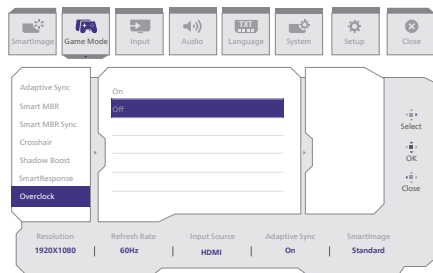 SmartImage
Game Mode
Input
Audio
TXT
Language
System
Setup
Close
Adaptive Sync
Smart MBR
Smart MBR Sync
Crosshair
Shadow Boost
SmartResponse
Overclock
On
Off
Select
OK
Close
Resolution
Refresh Rate
Input Source
Adaptive Sync
SmartImage
1920X1080 | 60Hz | HDMI | On | Standard